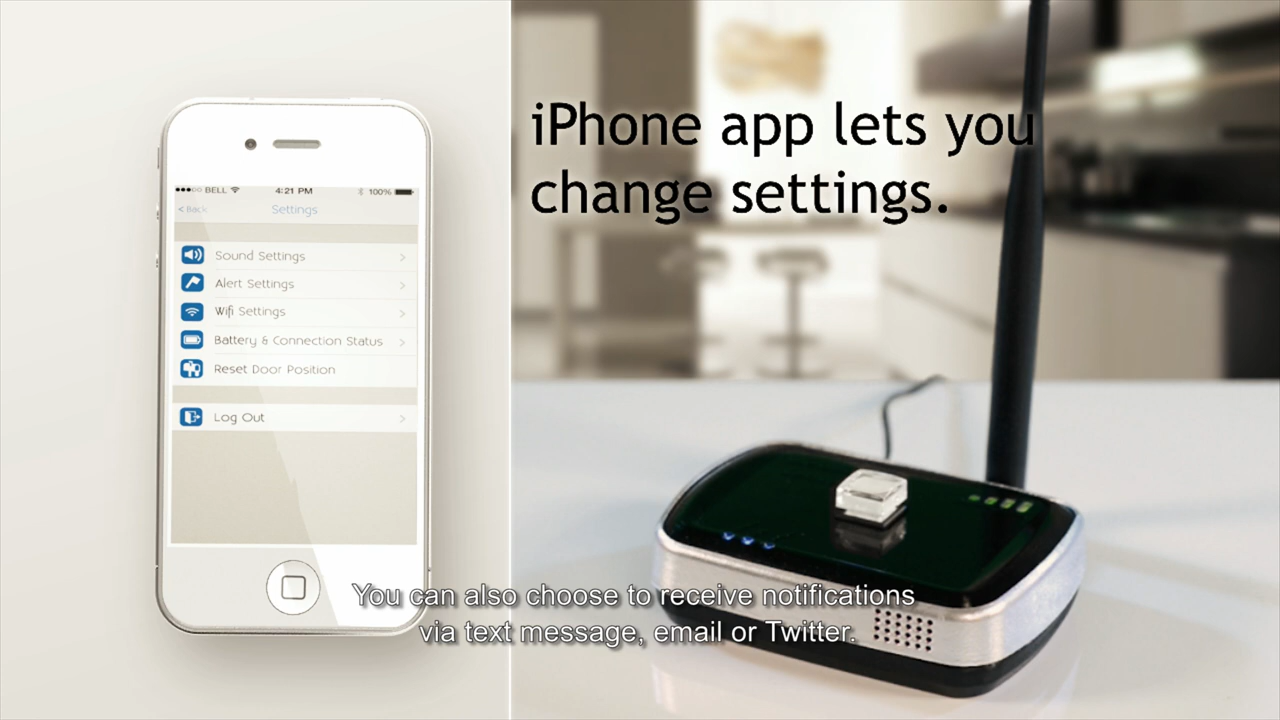 iPhone app lets you
change settings.
BELL 4:21 PM 100%
< Back Settings
Sound Settings
Alert Settings
Wifi Settings
Battery & Connection Status
Reset Door Position
Log Out
You can also choose to receive notifications
via text message, email or Twitter.